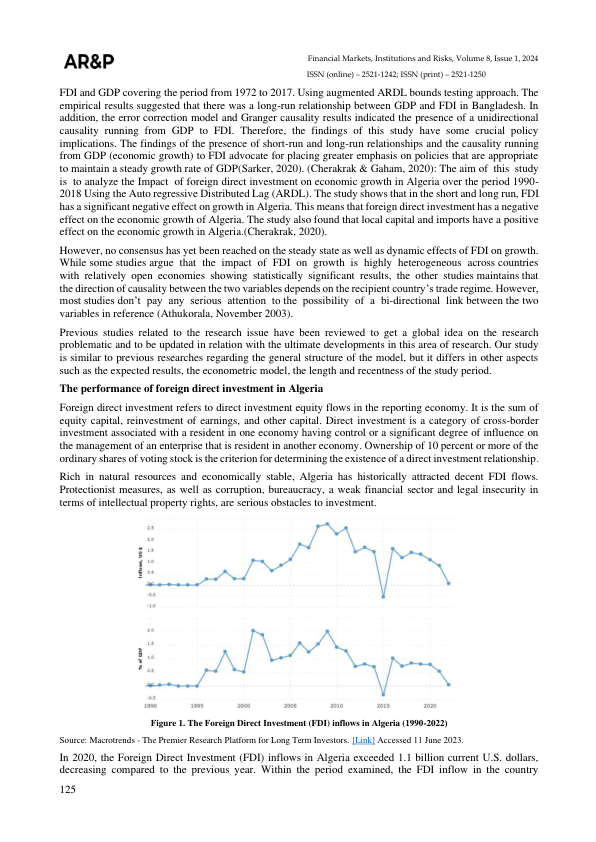 AR&P
Financial Markets, Institutions and Risks, Volume 8, Issue 1, 2024
ISSN (online) – 2521-1242; ISSN (print) – 2521-1250
FDI and GDP covering the period from 1972 to 2017. Using augmented ARDL bounds testing approach. The
empirical results suggested that there was a long-run relationship between GDP and FDI in Bangladesh. In
addition, the error correction model and Granger causality results indicated the presence of a unidirectional
causality running from GDP to FDI. Therefore, the findings of this study have some crucial policy
implications. The findings of the presence of short-run and long-run relationships and the causality running
from GDP (economic growth) to FDI advocate for placing greater emphasis on policies that are appropriate
to maintain a steady growth rate of GDP(Sarker, 2020). (Cherakrak & Gaham, 2020): The aim of this study
is to analyze the Impact of foreign direct investment on economic growth in Algeria over the period 1990-
2018 Using the Auto regressive Distributed Lag (ARDL). The study shows that in the short and long run, FDI
has a significant negative effect on growth in Algeria. This means that foreign direct investment has a negative
effect on the economic growth of Algeria. The study also found that local capital and imports have a positive
effect on the economic growth in Algeria.(Cherakrak, 2020).
However, no consensus has yet been reached on the steady state as well as dynamic effects of FDI on growth.
While some studies argue that the impact of FDI on growth is highly heterogeneous across countries
with relatively open economies showing statistically significant results, the other studies maintains that
the direction of causality between the two variables depends on the recipient country's trade regime. However,
most studies don't pay any serious attention to the possibility of a bi-directional link between the two
variables in reference (Athukorala, November 2003).
Previous studies related to the research issue have been reviewed to get a global idea on the research
problematic and to be updated in relation with the ultimate developments in this area of research. Our study
is similar to previous researches regarding the general structure of the model, but it differs in other aspects
such as the expected results, the econometric model, the length and recentness of the study period.
The performance of foreign direct investment in Algeria
Foreign direct investment refers to direct investment equity flows in the reporting economy. It is the sum of
equity capital, reinvestment of earnings, and other capital. Direct investment is a category of cross-border
investment associated with a resident in one economy having control or a significant degree of influence on
the management of an enterprise that is resident in another economy. Ownership of 10 percent or more of the
ordinary shares of voting stock is the criterion for determining the existence of a direct investment relationship.
Rich in natural resources and economically stable, Algeria has historically attracted decent FDI flows.
Protectionist measures, as well as corruption, bureaucracy, a weak financial sector and legal insecurity in
terms of intellectual property rights, are serious obstacles to investment.
Inflows, US $
2.5
2.0
1.5
1.0
0.5
0.0
-0.5
-1.0
% of GDP
1.5
1.0
0.5
1990
1995
2000
2005
2010
2015
2020
Figure 1. The Foreign Direct Investment (FDI) inflows in Algeria (1990-2022)
Source: Macrotrends - The Premier Research Platform for Long Term Investors. [Link] Accessed 11 June 2023.
In 2020, the Foreign Direct Investment (FDI) inflows in Algeria exceeded 1.1 billion current U.S. dollars,
decreasing compared to the previous year. Within the period examined, the FDI inflow in the country
125